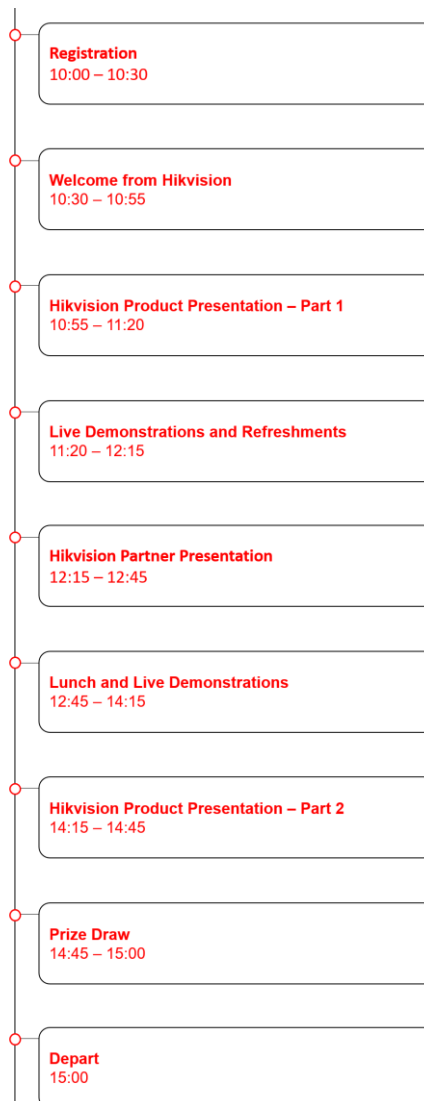 Registration
10:00 – 10:30
Welcome from Hikvision
10:30 – 10:55
Hikvision Product Presentation – Part 1
10:55 – 11:20
Live Demonstrations and Refreshments
11:20 – 12:15
Hikvision Partner Presentation
12:15 – 12:45
Lunch and Live Demonstrations
12:45 – 14:15
Hikvision Product Presentation – Part 2
14:15 – 14:45
Prize Draw
14:45 – 15:00
Depart
15:00